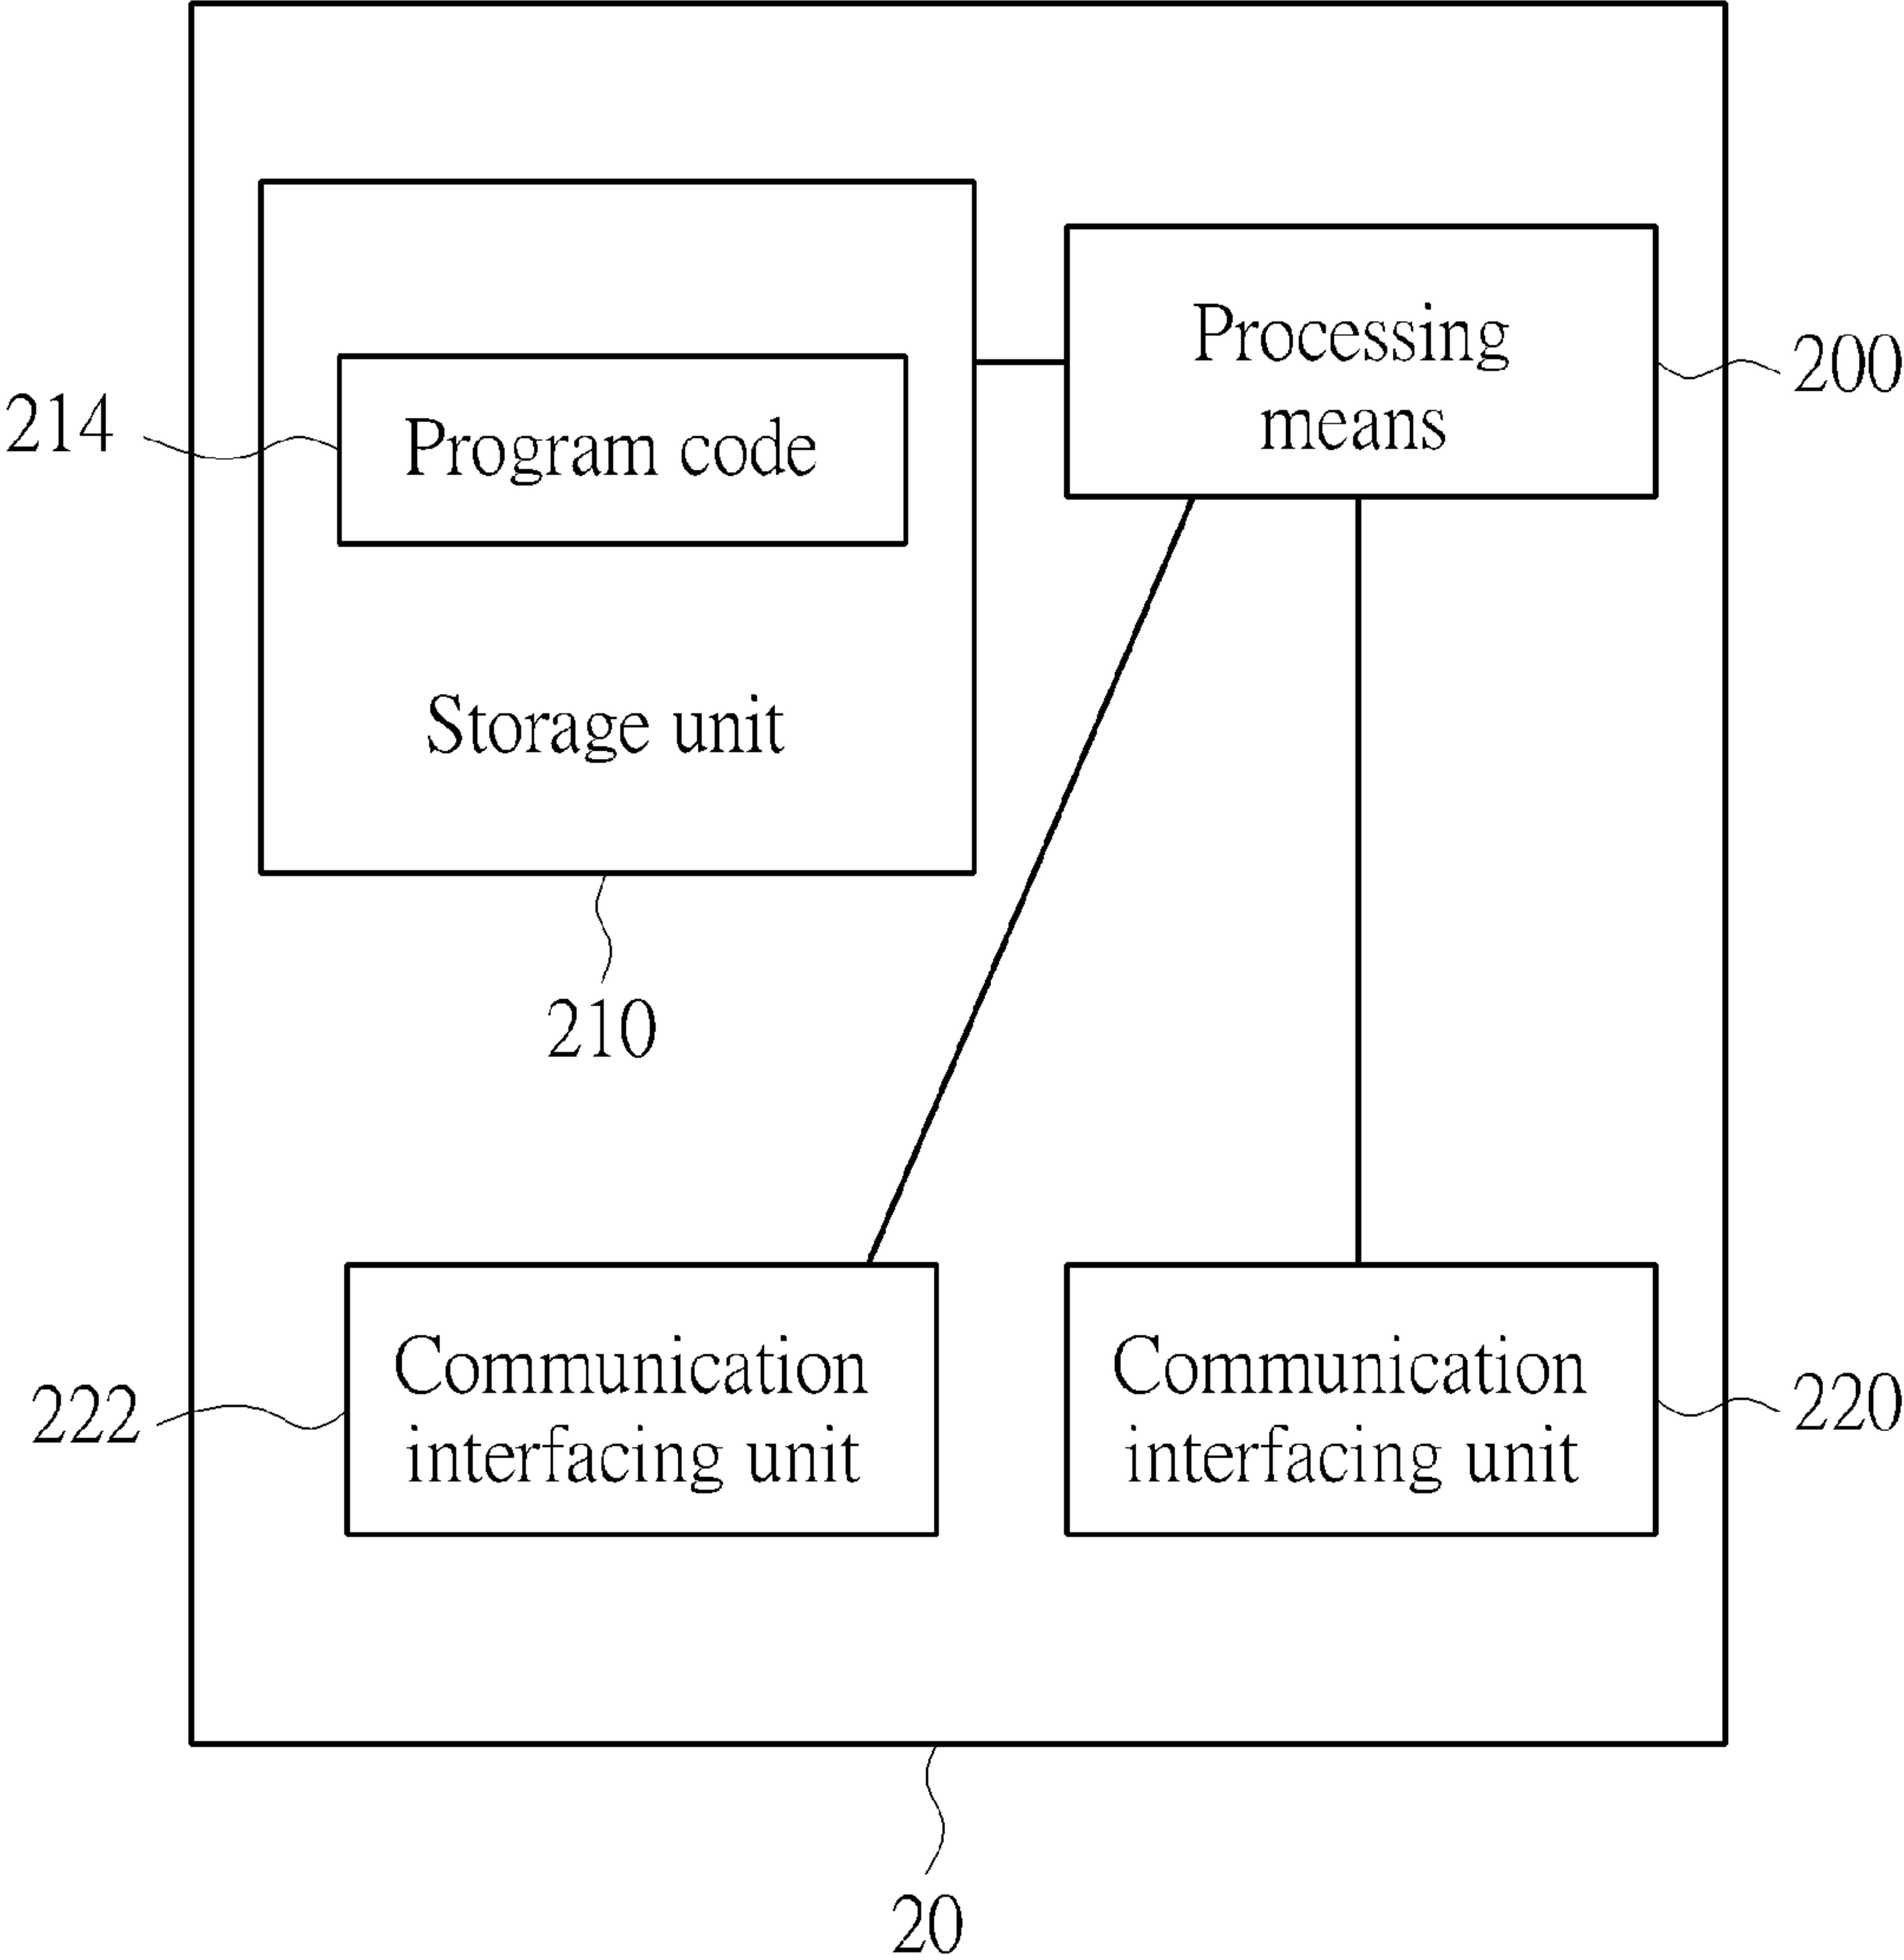 Processing
means
200
214
Program code
Storage unit
210
Communication
interfacing unit
222
Communication
interfacing unit
220
20